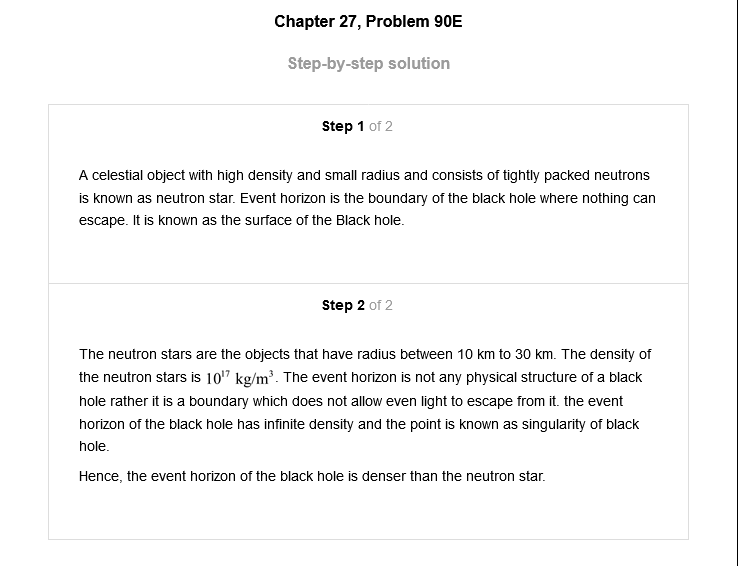 Chapter 27, Problem 90E
Step-by-step solution
Step 1 of 2
A celestial object with high density and small radius and consists of tightly packed neutrons
is known as neutron star. Event horizon is the boundary of the black hole where nothing can
escape. It is known as the surface of the Black hole.
Step 2 of 2
The neutron stars are the objects that have radius between 10 km to 30 km. The density of
the neutron stars is 10¹⁷ kg/m³. The event horizon is not any physical structure of a black
hole rather it is a boundary which does not allow even light to escape from it. the event
horizon of the black hole has infinite density and the point is known as singularity of black
hole.
Hence, the event horizon of the black hole is denser than the neutron star.